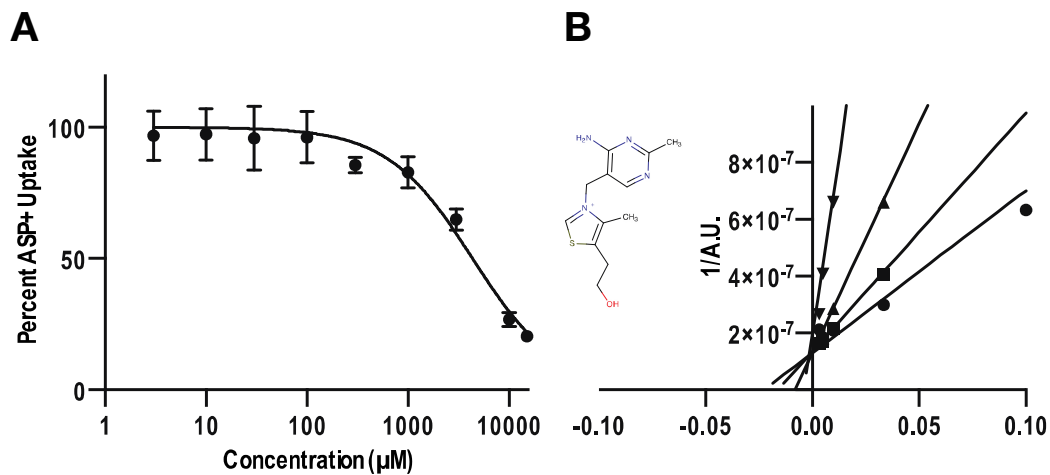 A
B
Percent ASP+ Uptake
100
50
0
1
10
100
1000
10000
Concentration (µM)
H₂N
N
CH₃
N
N⁺
CH₃
S
OH
1/A.U.
8×10⁻⁷
6×10⁻⁷
4×10⁻⁷
2×10⁻⁷
-0.10
-0.05
0.00
0.05
0.10